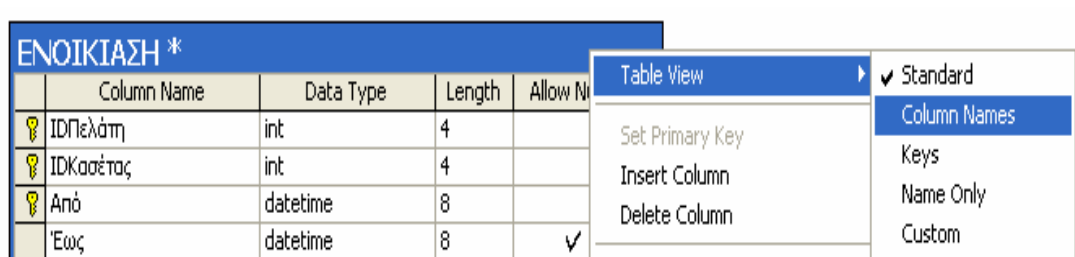 ΕΝΟΙΚΙΑΣΗ *
Column Name Data Type Length Allow N
IDΠελάτη int 4
IDΚασέτας int 4
Από datetime 8
Έως datetime 8
Table View
Set Primary Key
Insert Column
Delete Column
Standard
Column Names
Keys
Name Only
Custom